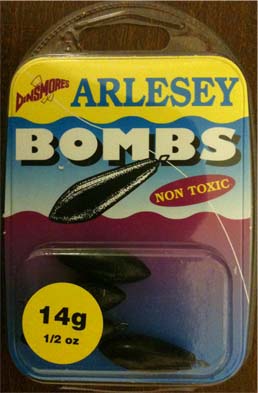 DINSMORES
ARLESEY
BOMBS
NON TOXIC
14g
1/2 oz